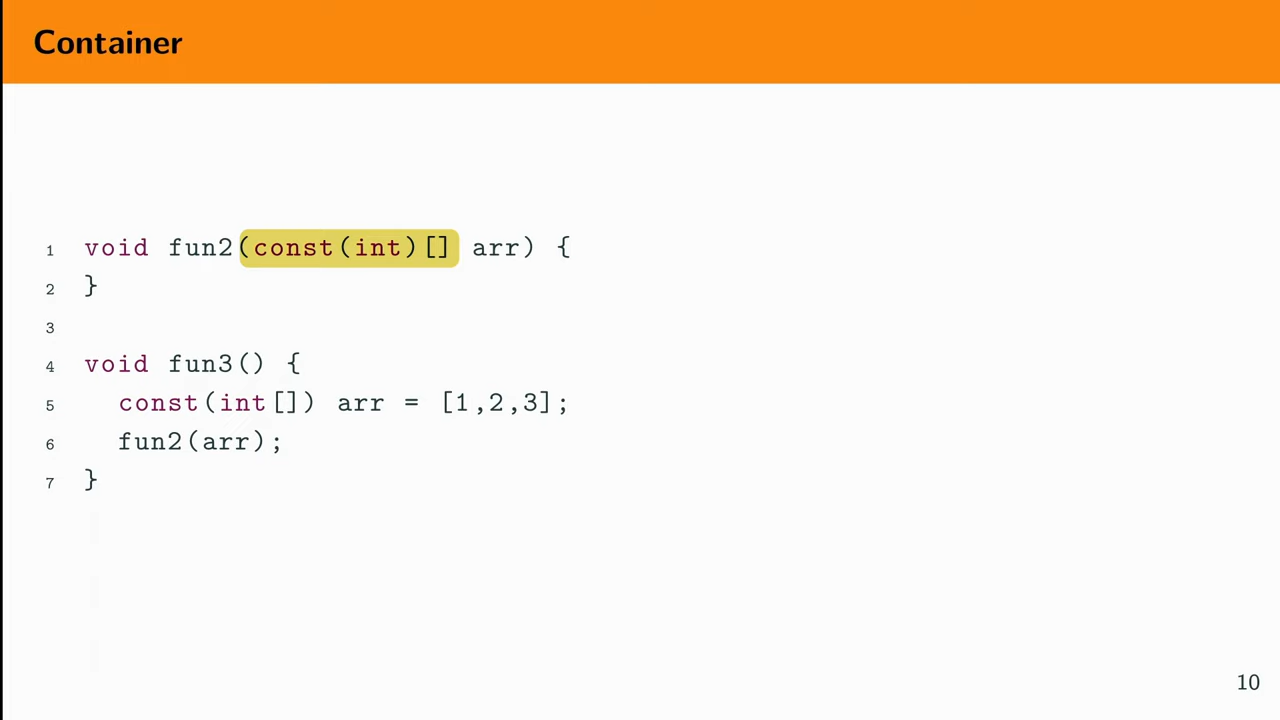 Container
1 void fun2(const(int)[] arr) {
2 }
3
4 void fun3() {
5   const(int[]) arr = [1,2,3];
6   fun2(arr);
7 }
10